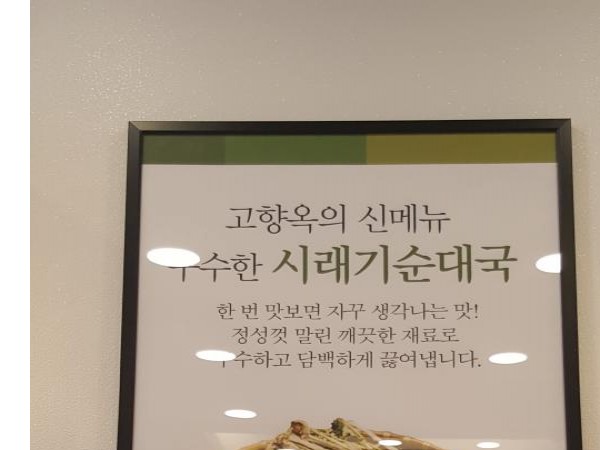 고향옥의 신메뉴
시래기순대국
한 번 맛보면 자꾸 생각나는 맛!
정성껏 말린 깨끗한 재료로
담백하게 끓여냅니다.